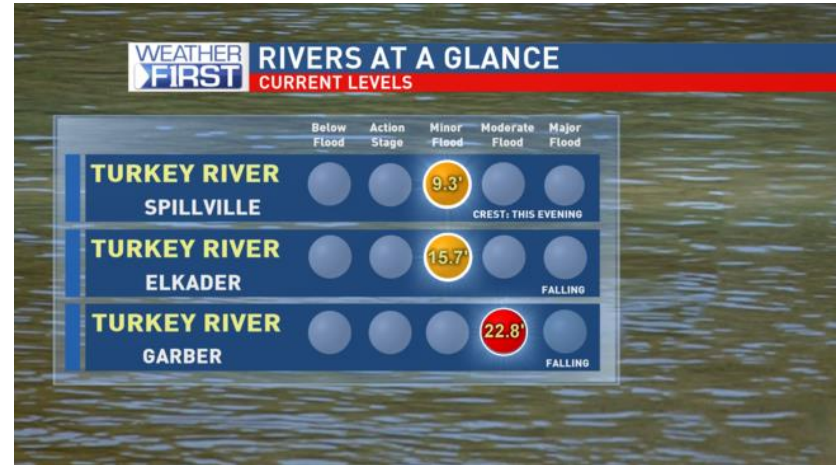 WEATHER
FIRST
RIVERS AT A GLANCE
CURRENT LEVELS
Below Flood Action Stage Minor Flood Moderate Flood Major Flood
TURKEY RIVER
SPILLVILLE
9.3'
CREST: THIS EVENING
TURKEY RIVER
ELKADER
15.7'
FALLING
TURKEY RIVER
GARBER
22.8'
FALLING